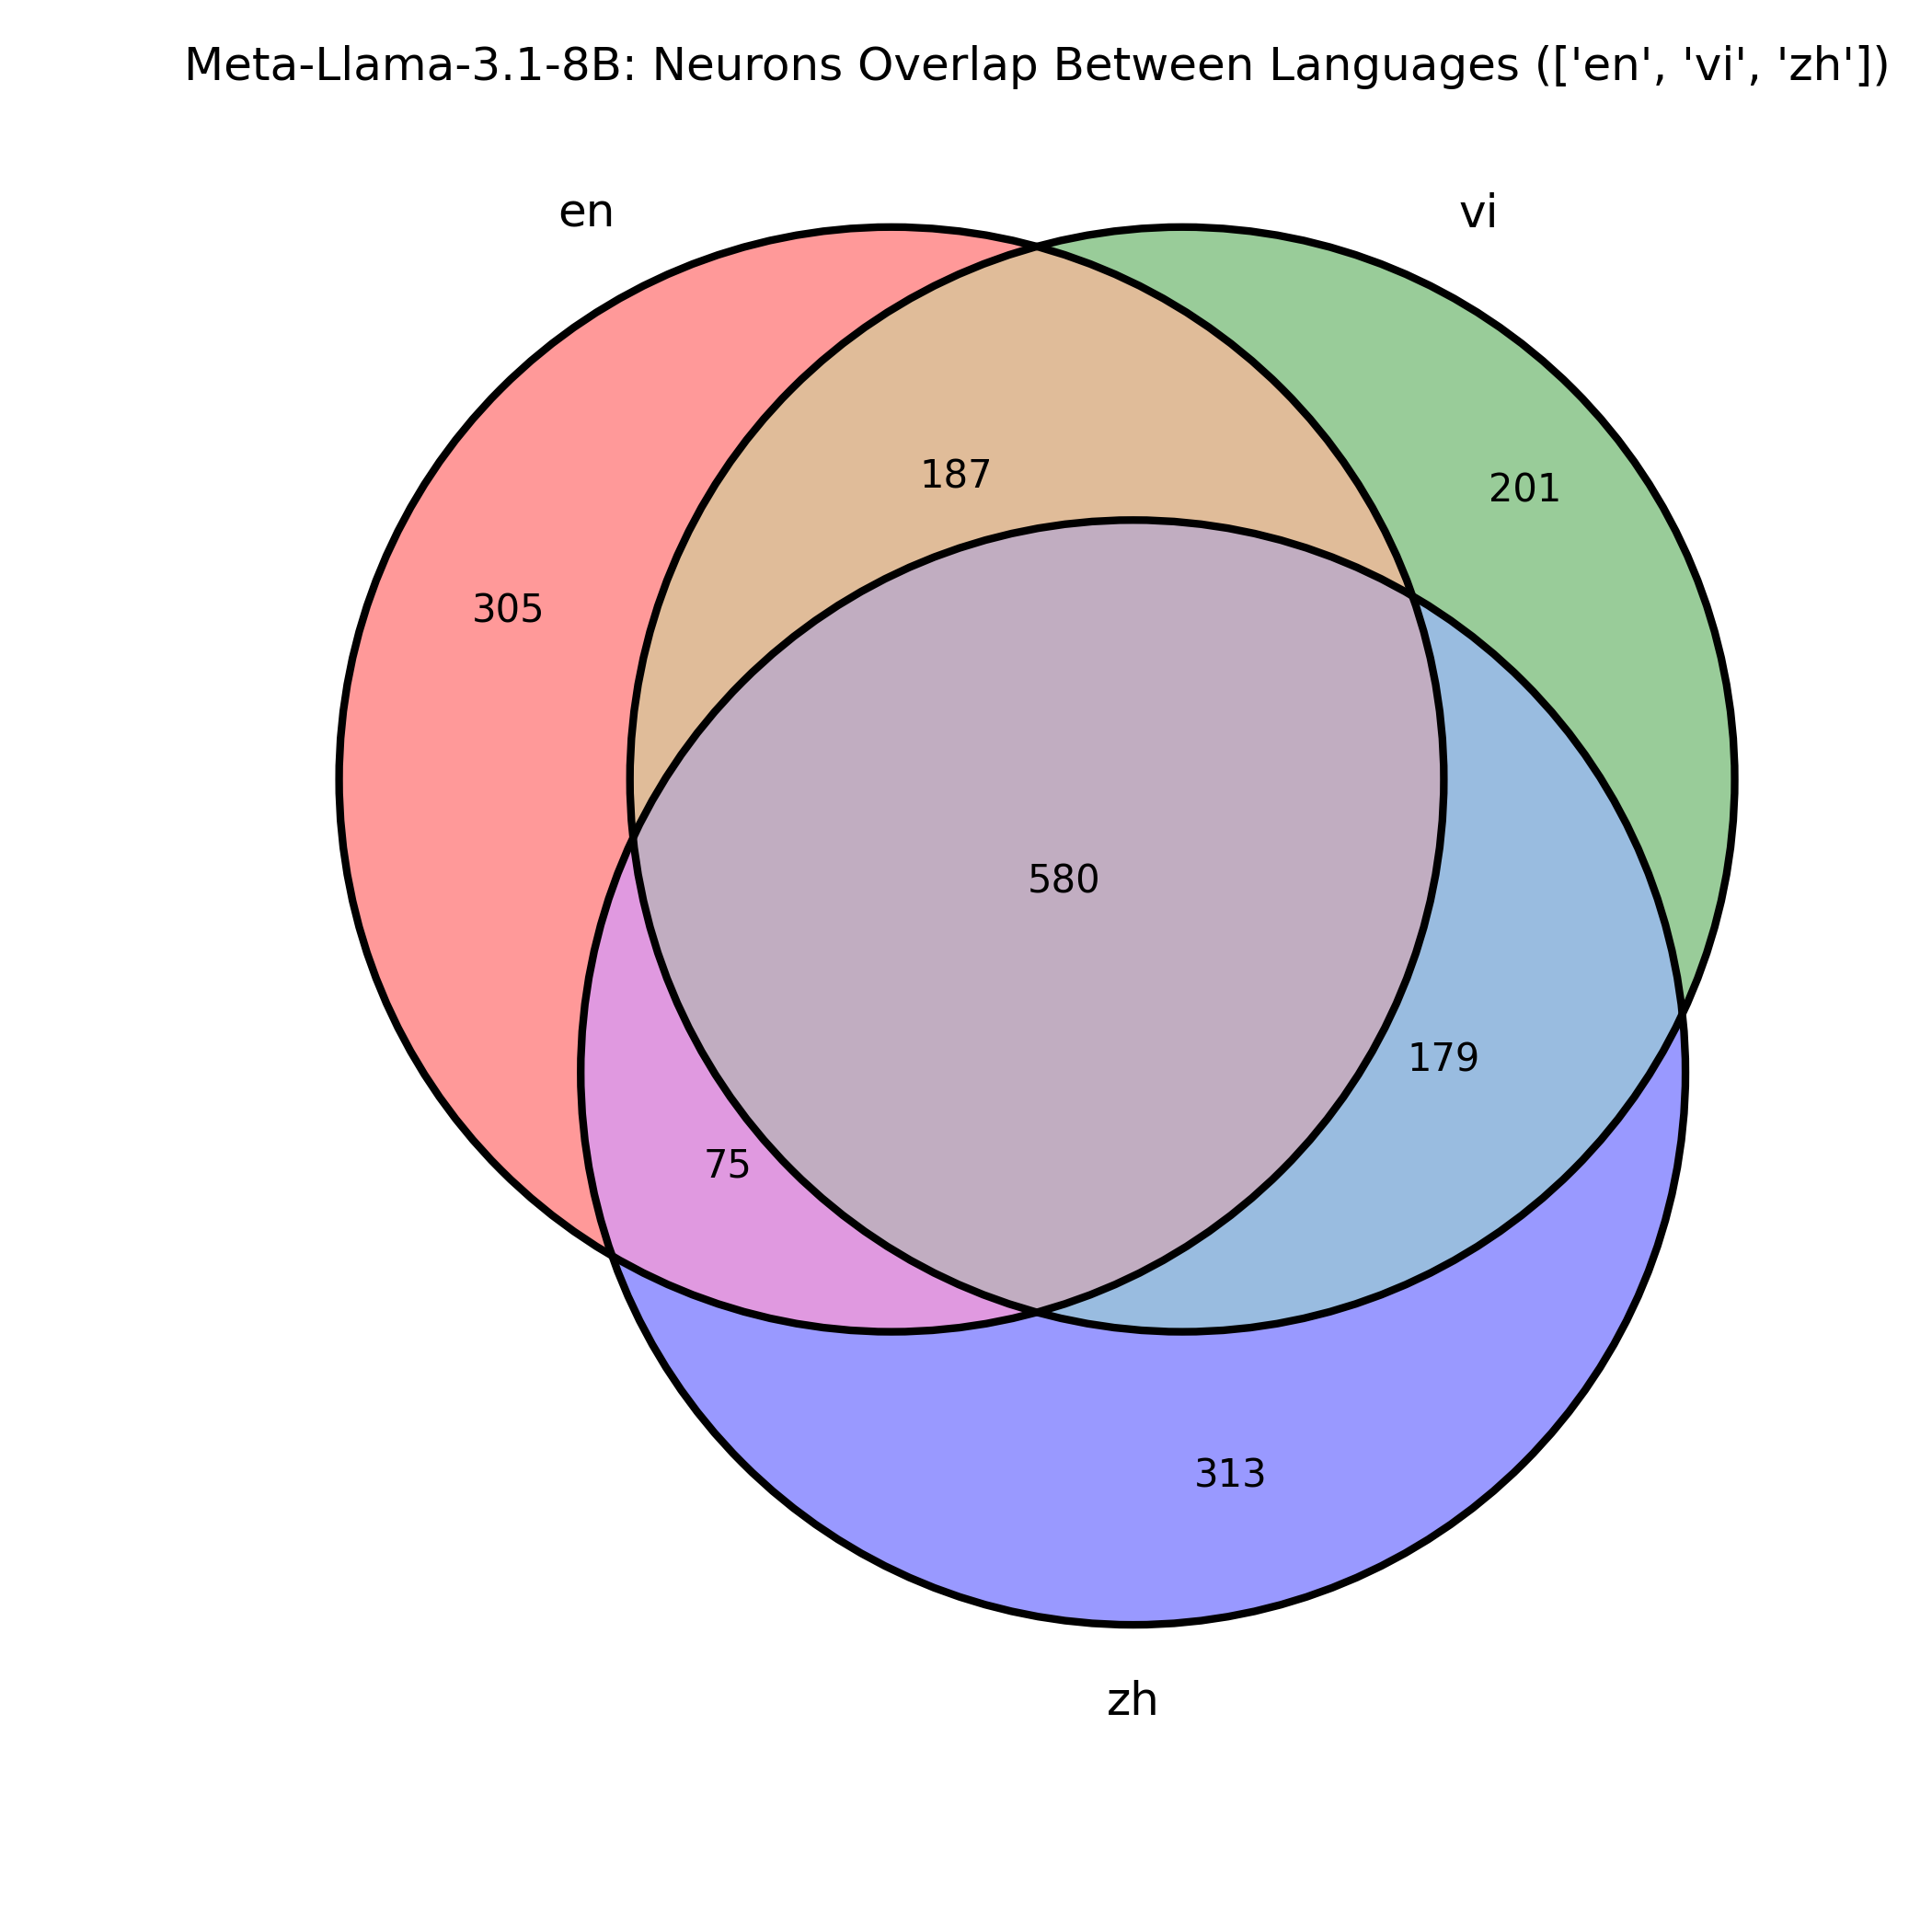 Meta-Llama-3.1-8B: Neurons Overlap Between Languages (['en', 'vi', 'zh'])
en
vi
187
201
305
580
179
75
313
zh